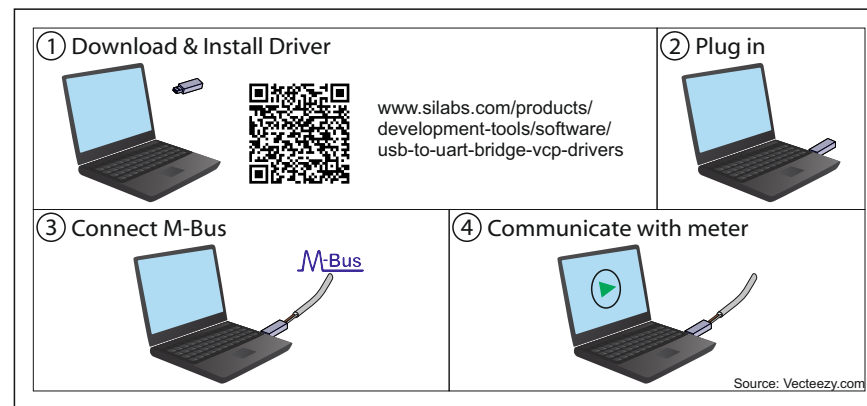 1 Download & Install Driver
www.silabs.com/products/
development-tools/software/
usb-to-uart-bridge-vcp-drivers
2 Plug in
3 Connect M-Bus
M-Bus
4 Communicate with meter
Source: Vecteezy.com